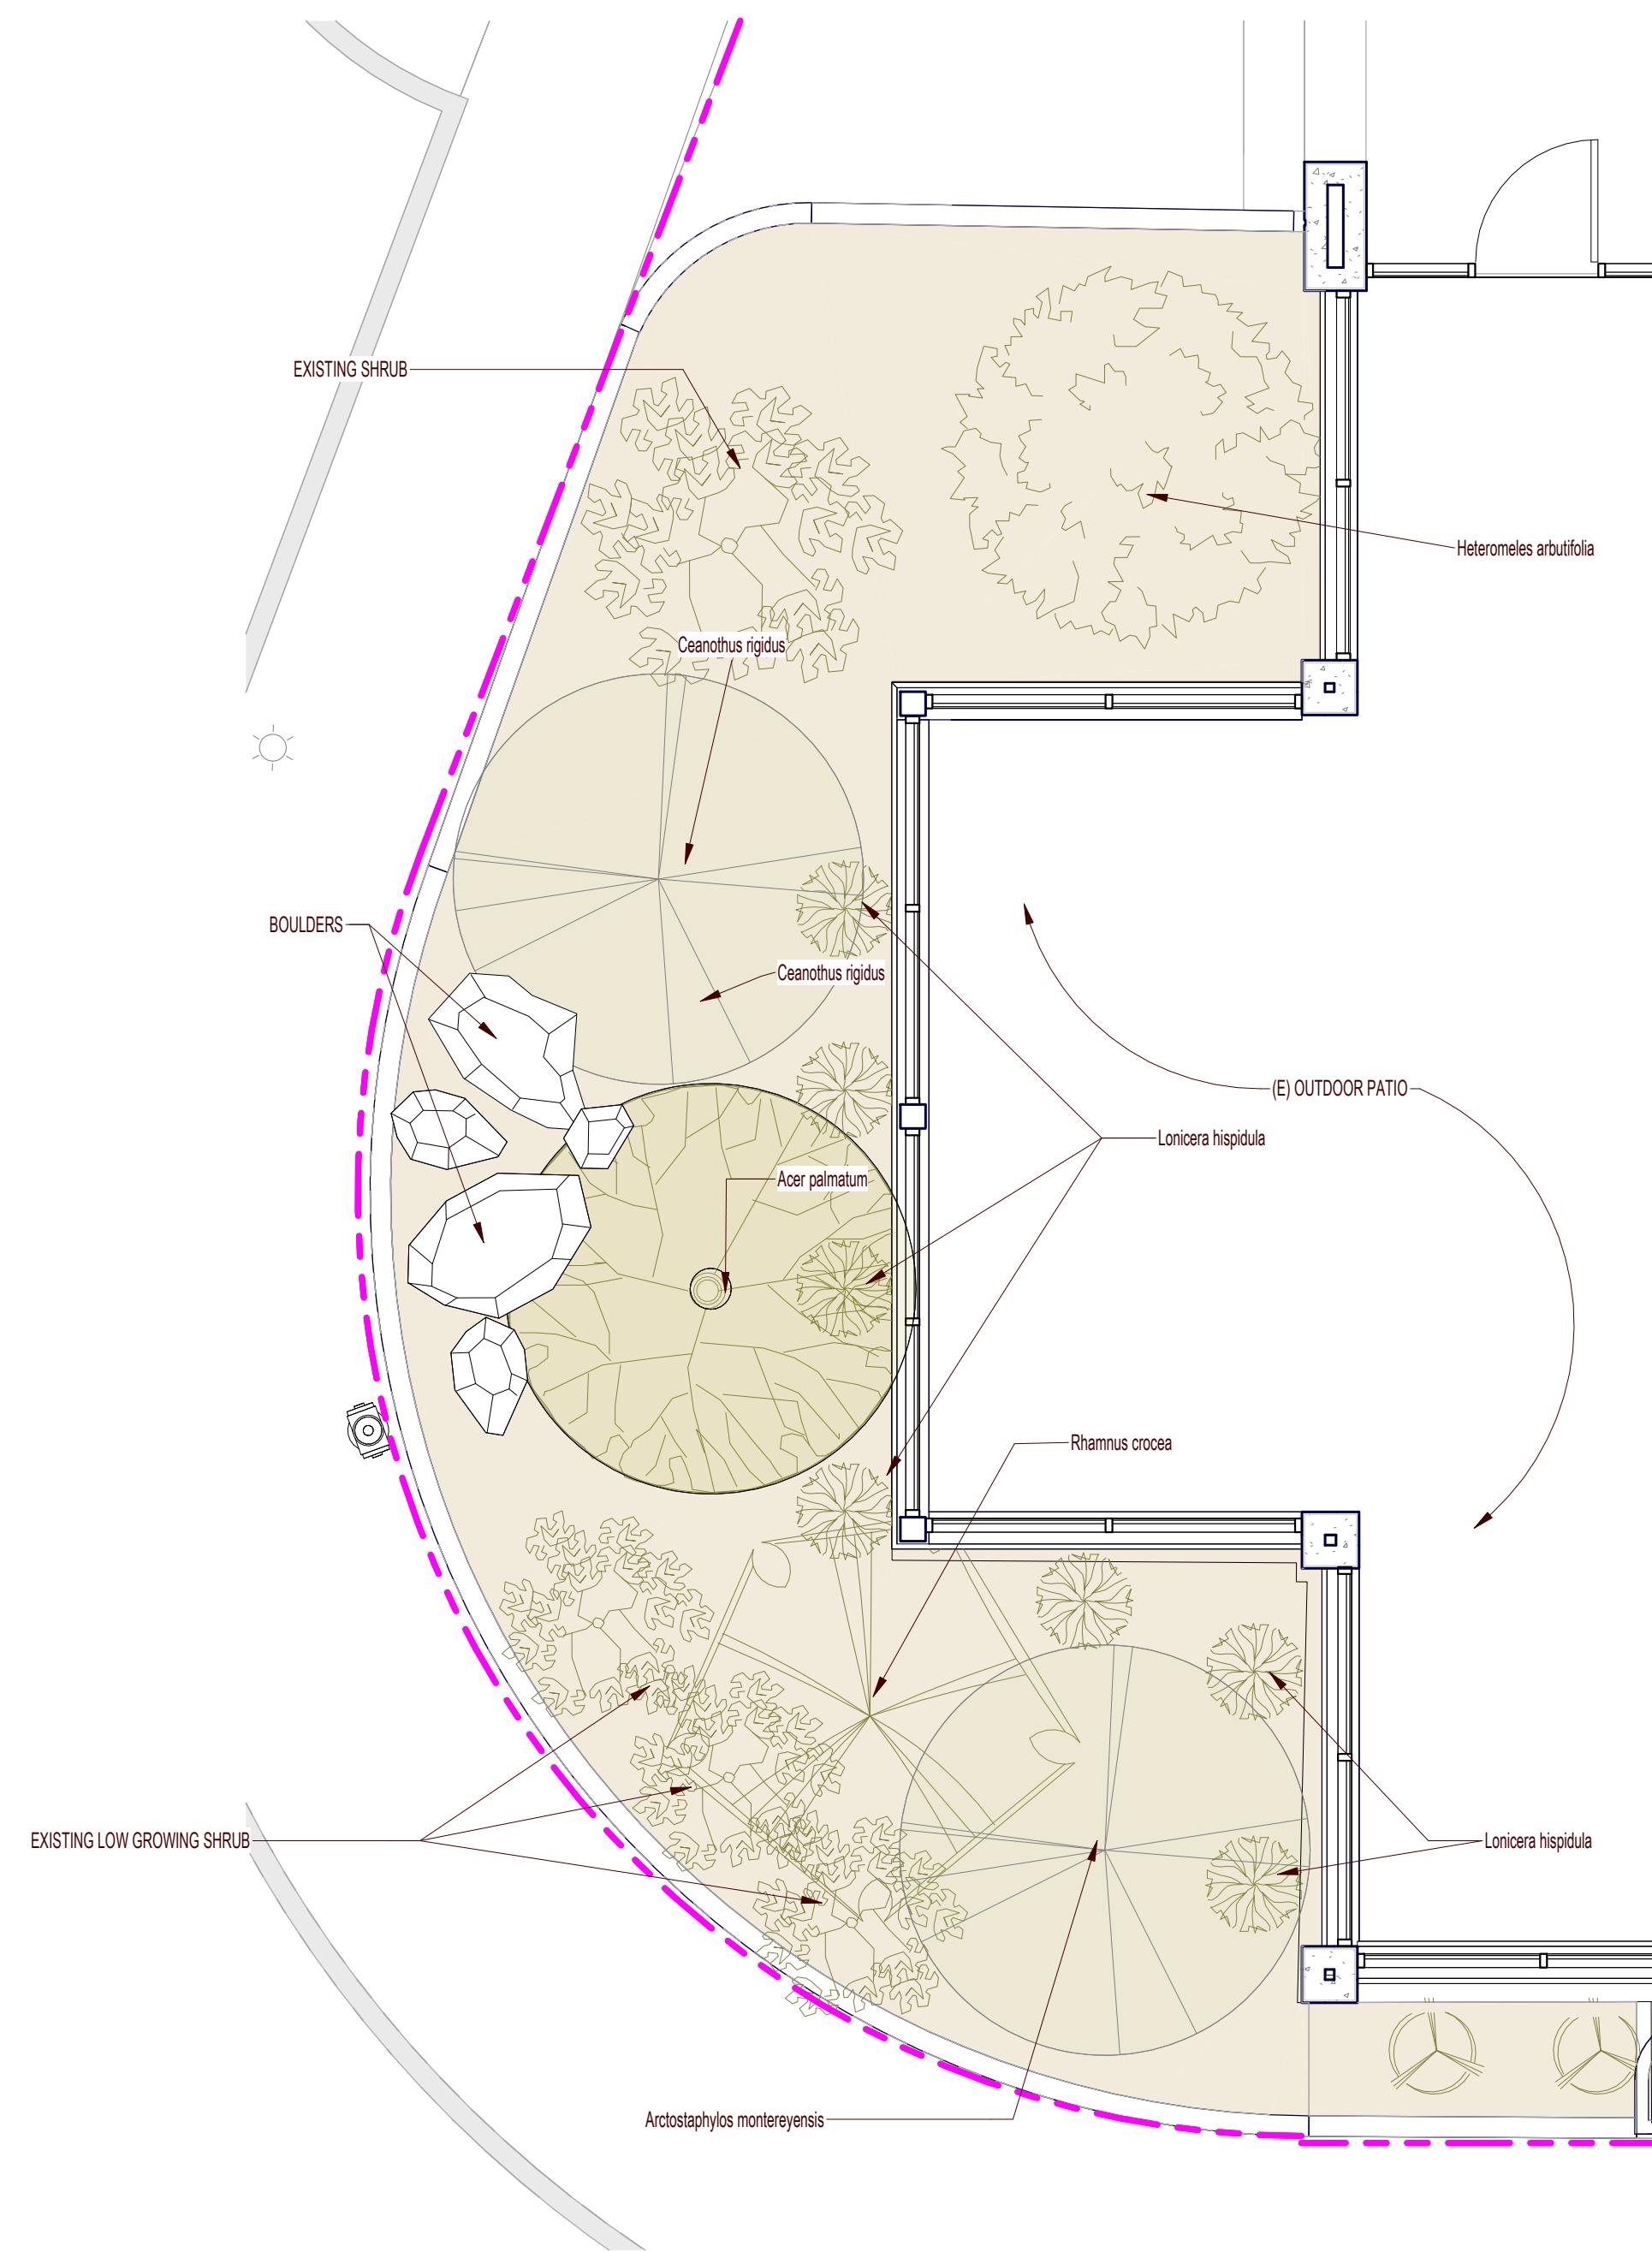 EXISTING SHRUB
Heteromeles arbutifolia
Ceanothus rigidus
BOULDERS
Ceanothus rigidus
(E) OUTDOOR PATIO
Lonicera hispidula
Acer palmatum
Rhamnus crocea
EXISTING LOW GROWING SHRUB
Lonicera hispidula
Arctostaphylos montereyensis